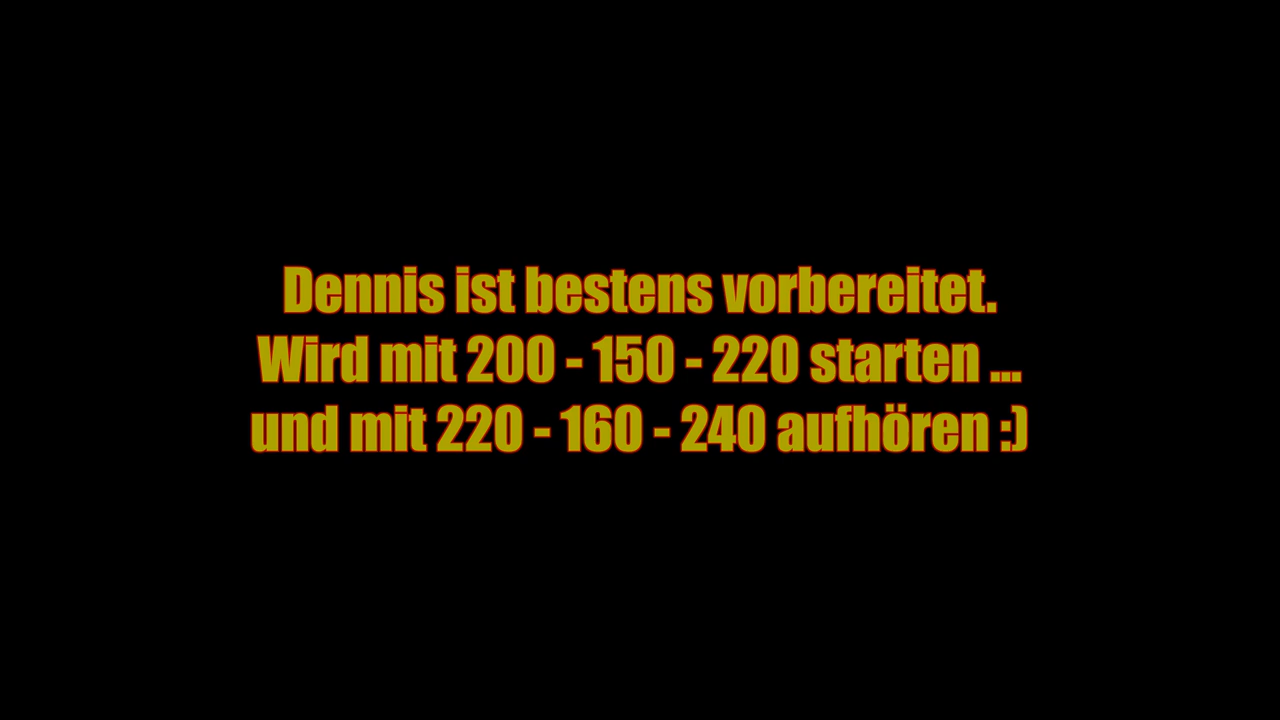 Dennis ist bestens vorbereitet.
Wird mit 200 - 150 - 220 starten ...
und mit 220 - 160 - 240 aufhören :)